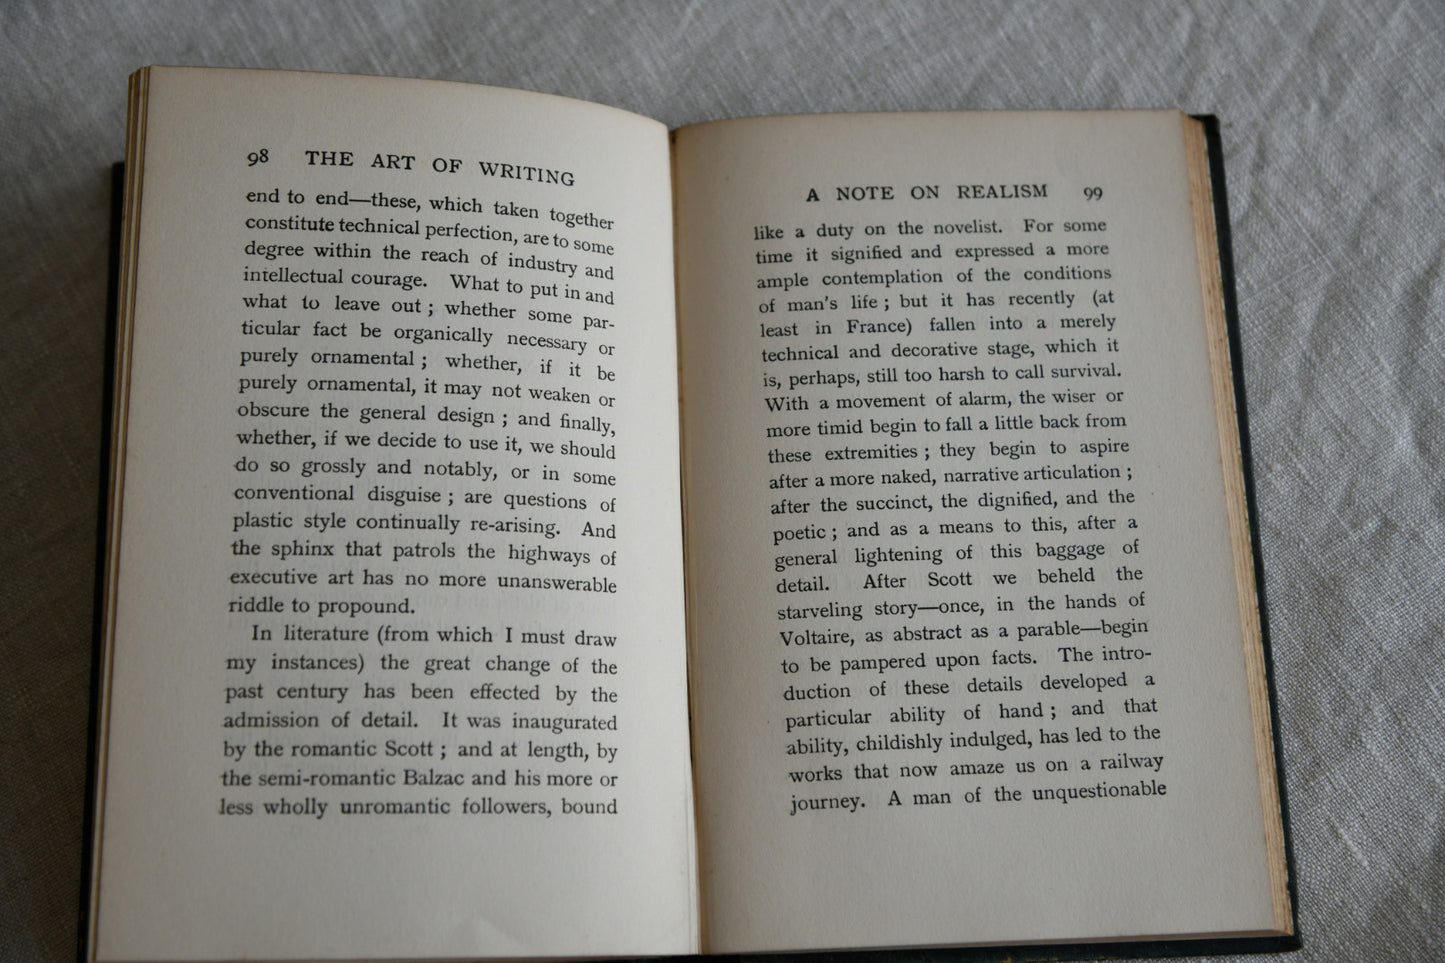 98 THE ART OF WRITING
end to end—these, which taken together
constitute technical perfection, are to some
degree within the reach of industry and
intellectual courage. What to put in and
what to leave out ; whether some par-
ticular fact be organically necessary or
purely ornamental ; whether, if it be
purely ornamental, it may not weaken or
obscure the general design ; and finally,
whether, if we decide to use it, we should
do so grossly and notably, or in some
conventional disguise ; are questions of
plastic style continually re-arising. And
the sphinx that patrols the highways of
executive art has no more unanswerable
riddle to propound.
In literature (from which I must draw
my instances) the great change of the
past century has been effected by the
admission of detail. It was inaugurated
by the romantic Scott ; and at length, by
the semi-romantic Balzac and his more or
less wholly unromantic followers, bound
A NOTE ON REALISM 99
like a duty on the novelist. For some
time it signified and expressed a more
ample contemplation of the conditions
of man's life ; but it has recently (at
least in France) fallen into a merely
technical and decorative stage, which it
is, perhaps, still too harsh to call survival.
With a movement of alarm, the wiser or
more timid begin to fall a little back from
these extremities ; they begin to aspire
after a more naked, narrative articulation ;
after the succinct, the dignified, and the
poetic ; and as a means to this, after a
general lightening of this baggage of
detail. After Scott we beheld the
starveling story—once, in the hands of
Voltaire, as abstract as a parable—begin
to be pampered upon facts. The intro-
duction of these details developed a
particular ability of hand ; and that
ability, childishly indulged, has led to the
works that now amaze us on a railway
journey. A man of the unquestionable